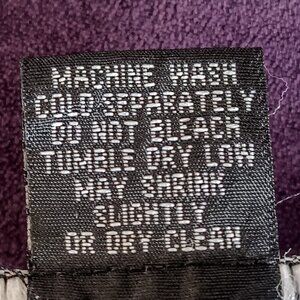 MACHINE WASH
COLD SEPARATELY
DO NOT BLEACH
TUMBLE DRY LOW
MAY SHRINK
SLIGHTLY
OR DRY CLEAN